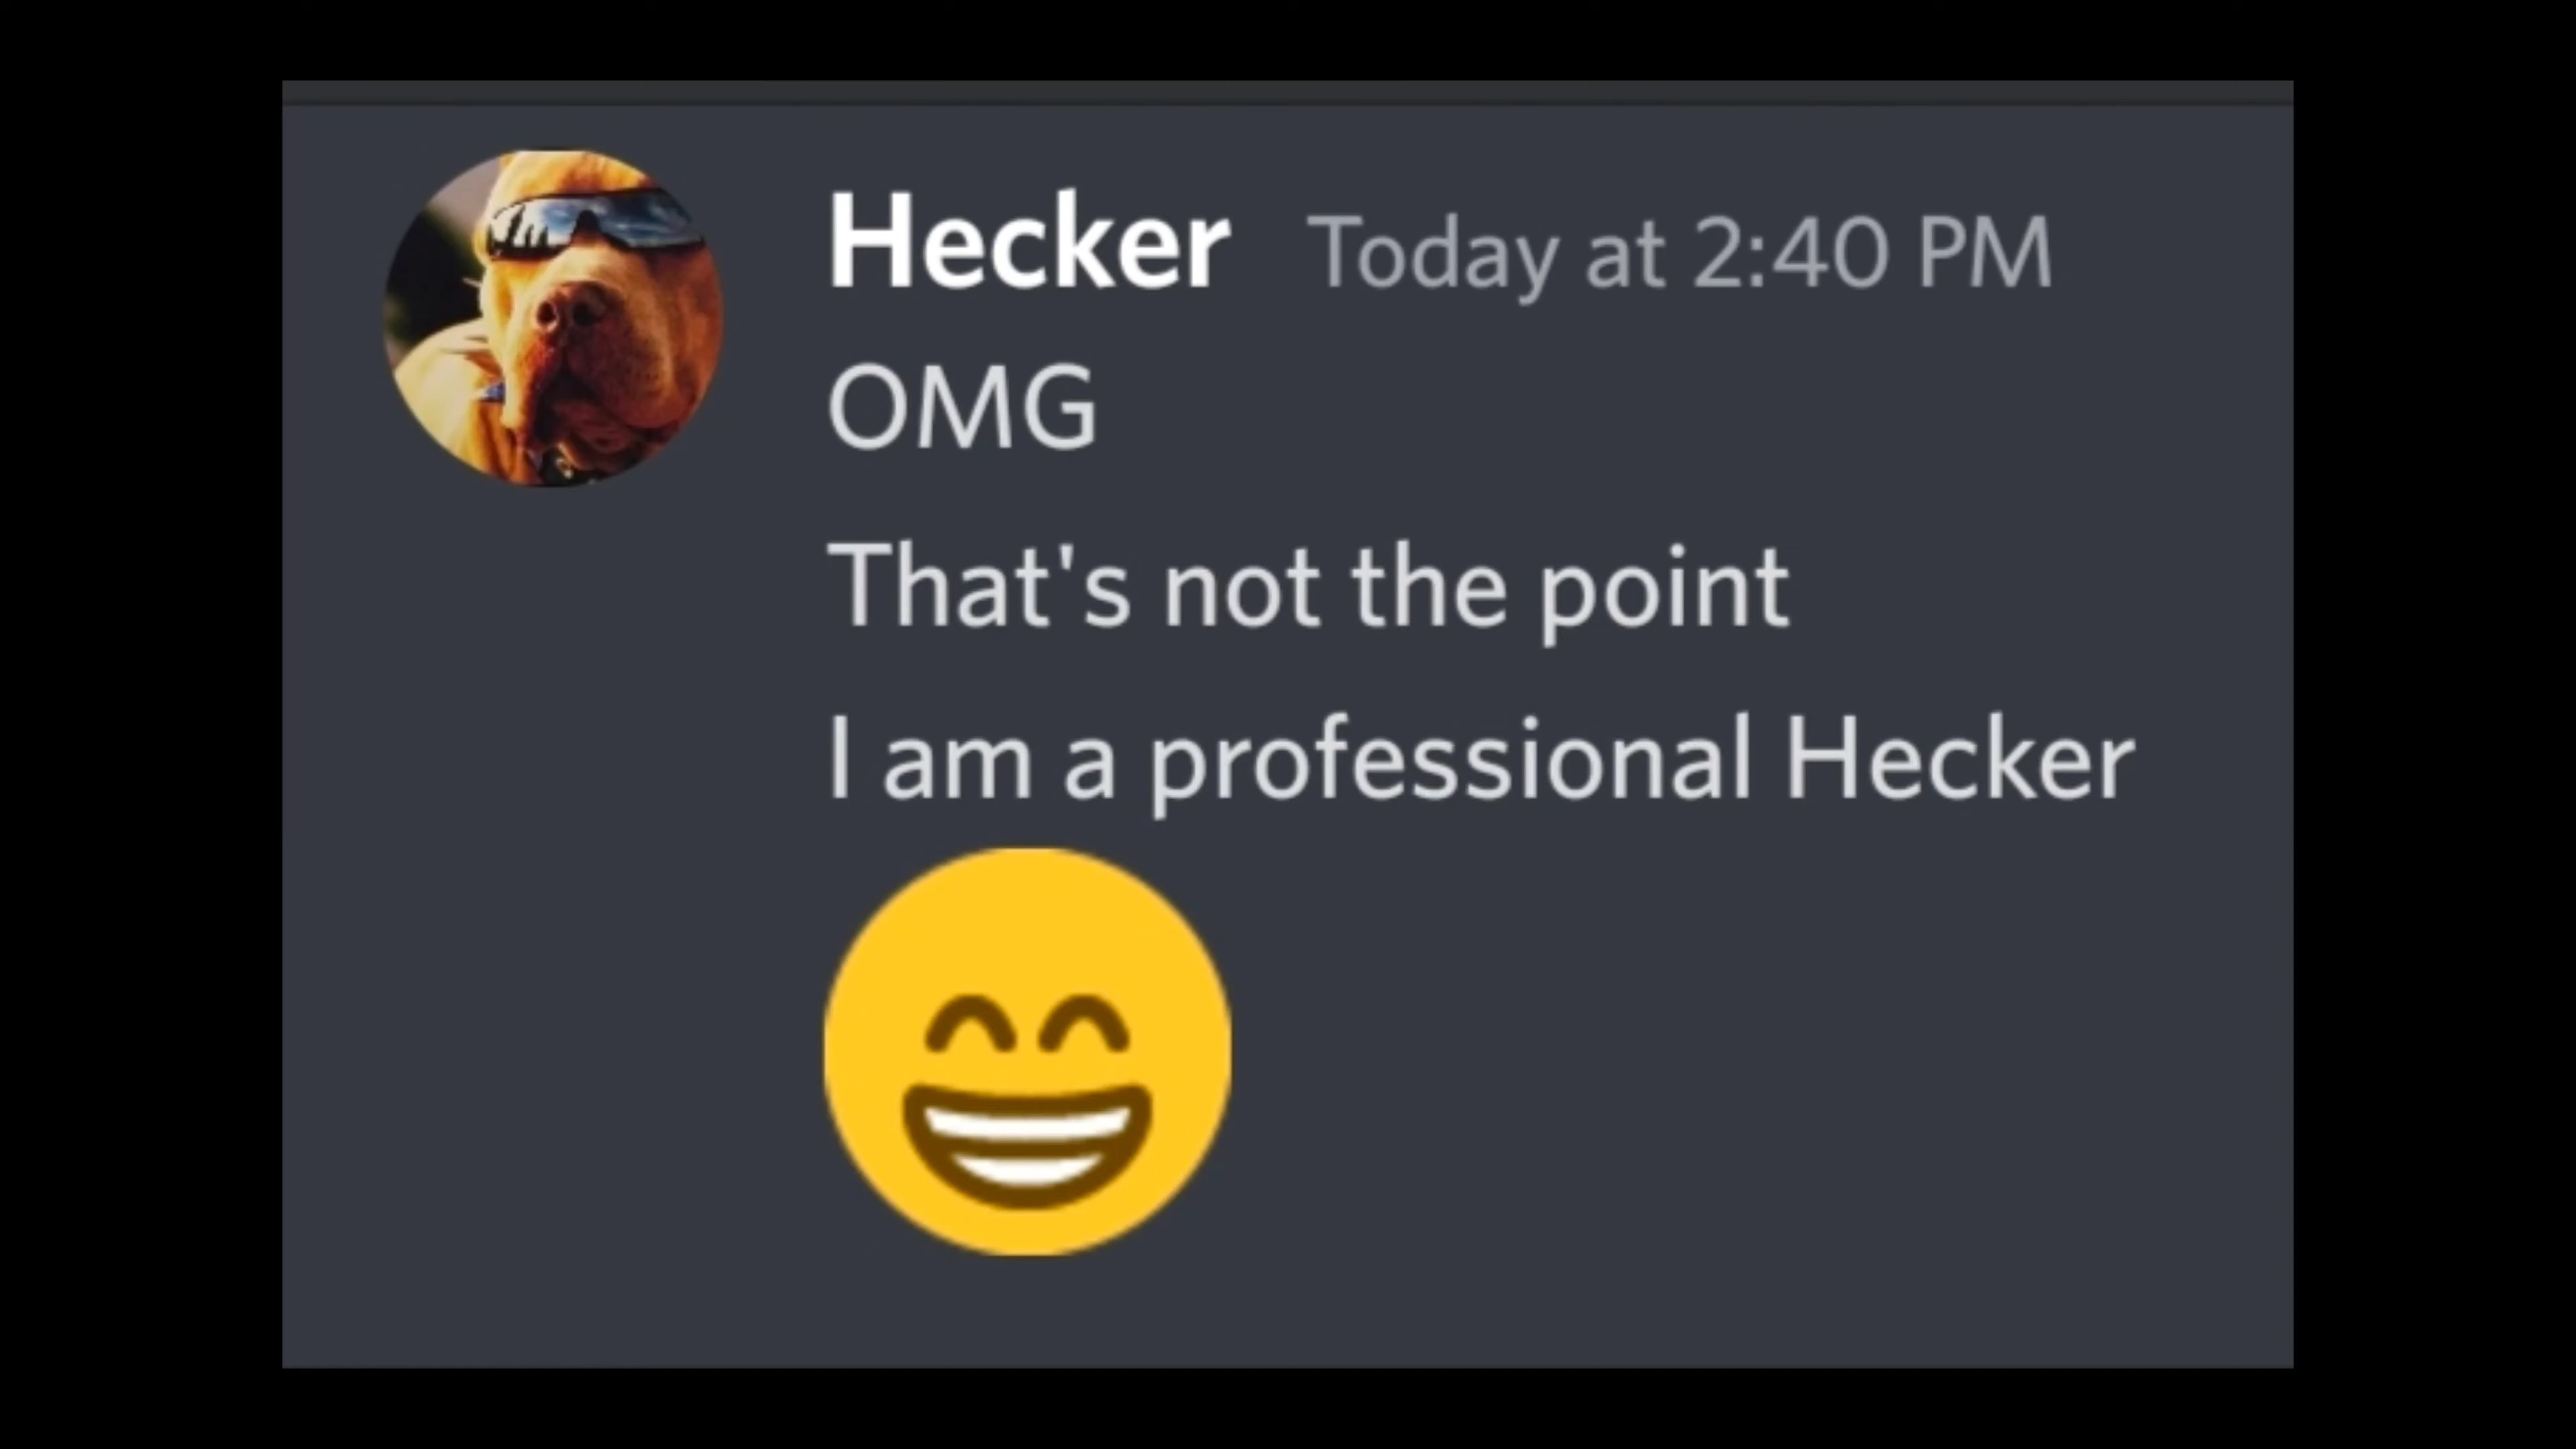 Hecker Today at 2:40 PM
OMG
That's not the point
I am a professional Hecker